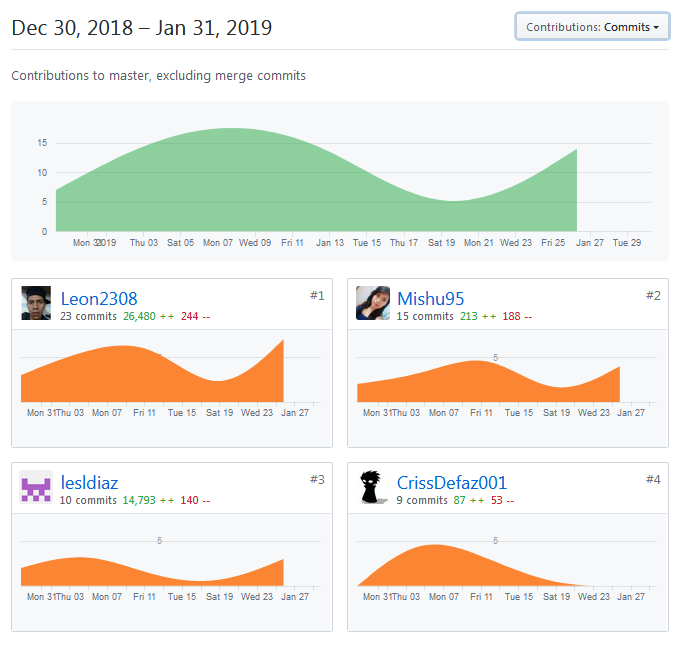 Dec 30, 2018 – Jan 31, 2019
Contributions: Commits
Contributions to master, excluding merge commits
15
10
5
0
Mon 31 2019 Thu 03 Sat 05 Mon 07 Wed 09 Fri 11 Jan 13 Tue 15 Thu 17 Sat 19 Mon 21 Wed 23 Fri 25 Jan 27 Tue 29
Leon2308
#1
23 commits 26,480 ++ 244 --
Mon 31 Thu 03 Mon 07 Fri 11 Tue 15 Sat 19 Wed 23 Jan 27
Mishu95
#2
15 commits 213 ++ 188 --
5
Mon 31 Thu 03 Mon 07 Fri 11 Tue 15 Sat 19 Wed 23 Jan 27
lesldiaz
#3
10 commits 14,793 ++ 140 --
5
Mon 31 Thu 03 Mon 07 Fri 11 Tue 15 Sat 19 Wed 23 Jan 27
CrissDefaz001
#4
9 commits 87 ++ 53 --
5
Mon 31 Thu 03 Mon 07 Fri 11 Tue 15 Sat 19 Wed 23 Jan 27